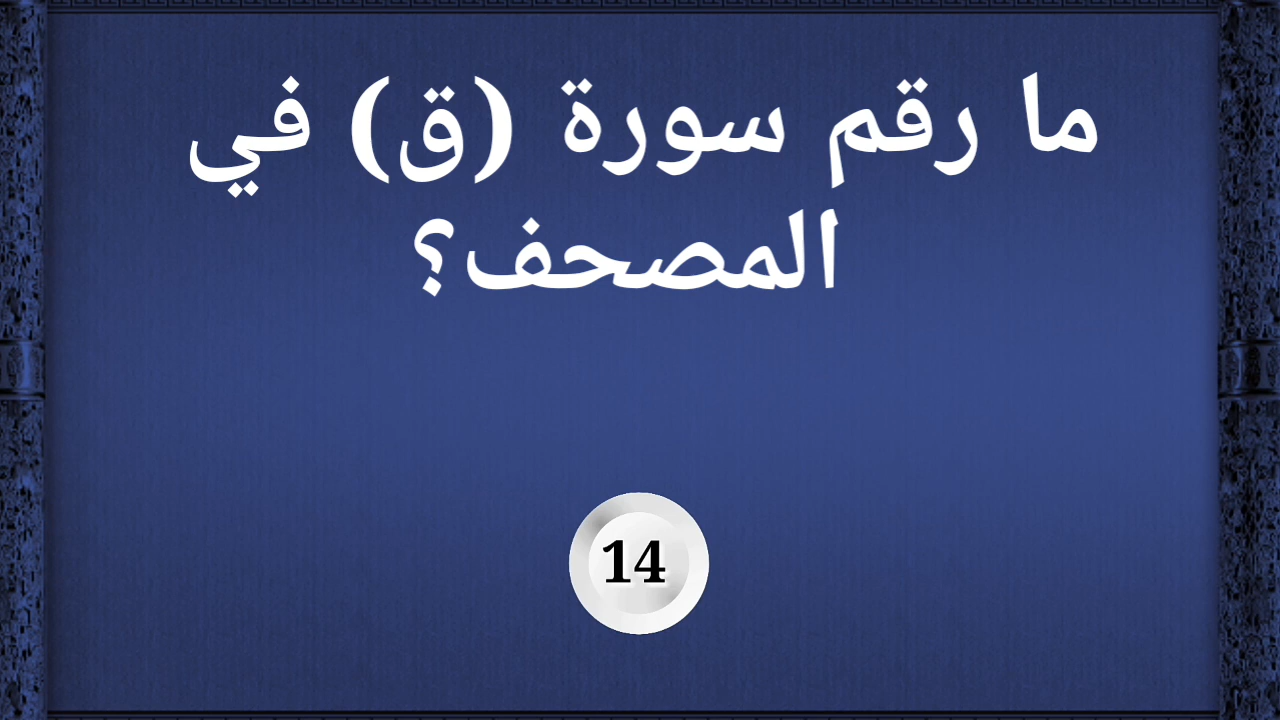 ما رقم سورة (ق) في
المصحف؟
14